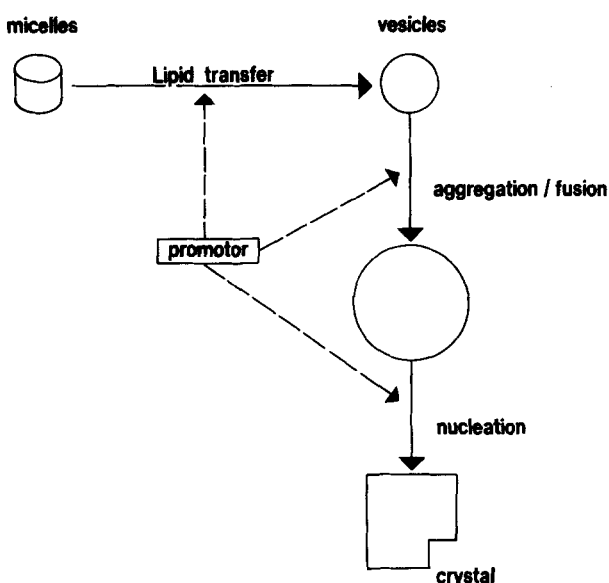 micelles
vesicles
Lipid transfer
aggregation / fusion
promotor
nucleation
crystal